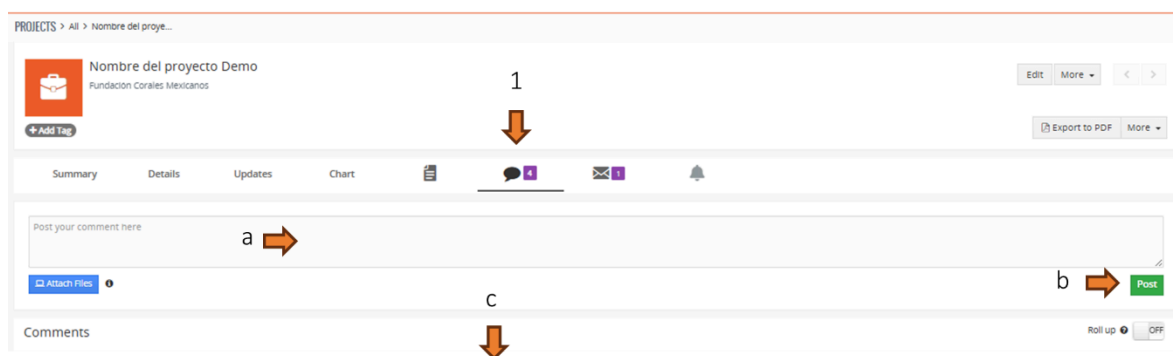 PROJECTS > All > Nombre del proye...
Nombre del proyecto Demo
Fundacion Corales Mexicanos
Edit More < >
+ Add Tag
1
Export to PDF More
Summary Details Updates Chart 4 1
Post your comment here
a
Attach Files
b
Post
c
Comments
Roll up OFF